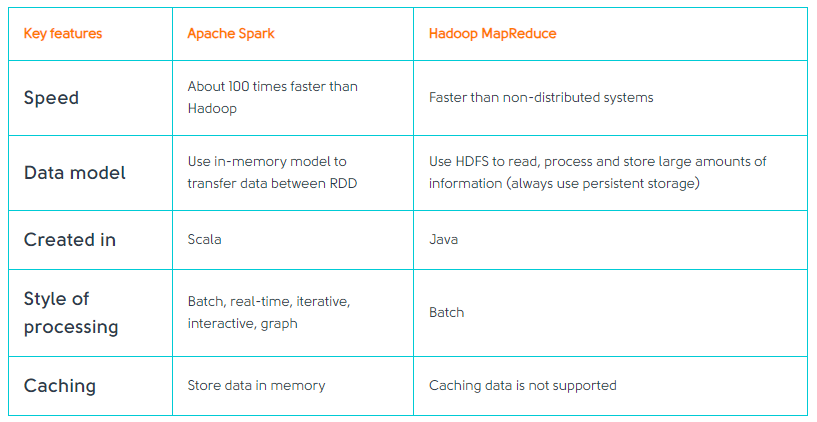 Key features
Apache Spark
Hadoop MapReduce
Speed
About 100 times faster than
Hadoop
Faster than non-distributed systems
Data model
Use in-memory model to
transfer data between RDD
Use HDFS to read, process and store large amounts of
information (always use persistent storage)
Created in
Scala
Java
Style of
processing
Batch, real-time, iterative,
interactive, graph
Batch
Caching
Store data in memory
Caching data is not supported